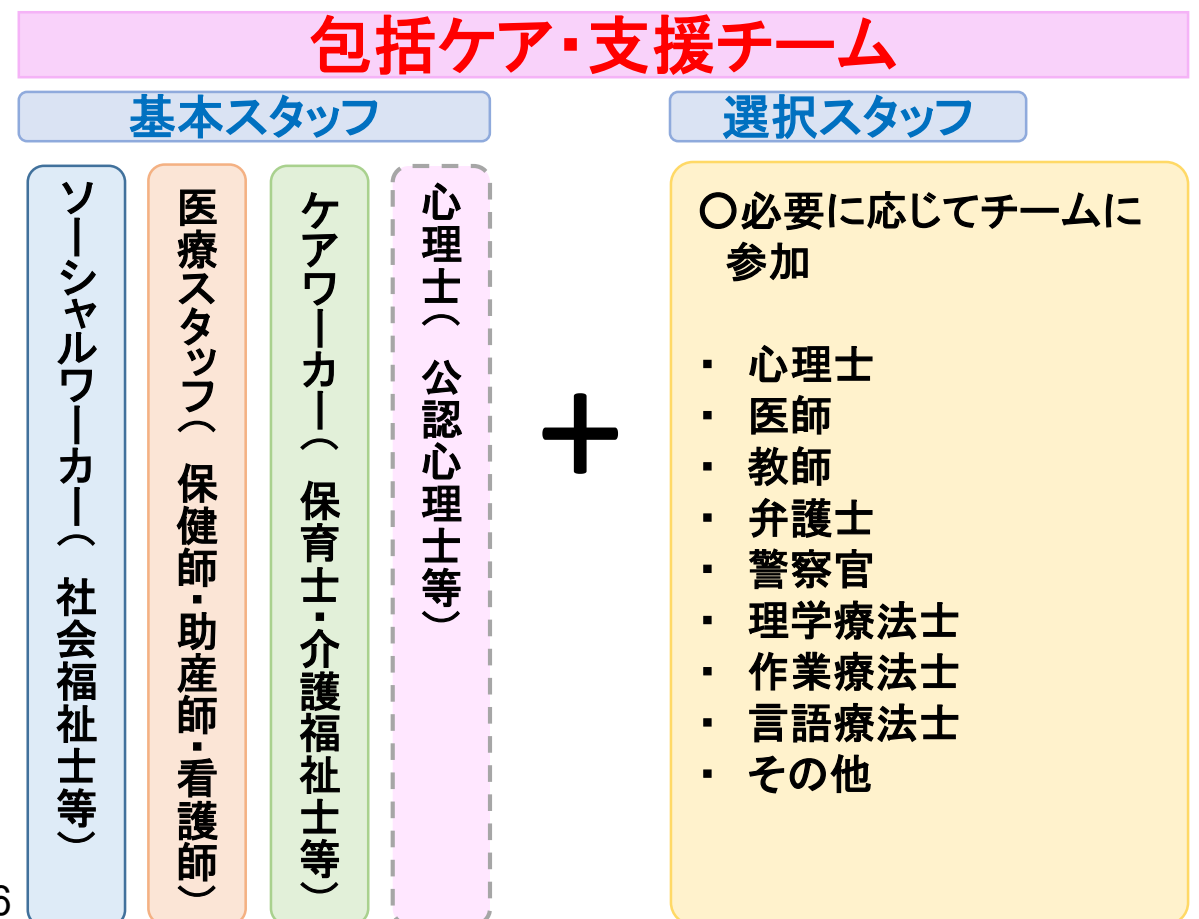 包括ケア・支援チーム
基本スタッフ
選択スタッフ
ソーシャルワーカー（社会福祉士等）
医療スタッフ（保健師・助産師・看護師）
ケアワーカー（保育士・介護福祉士等）
心理士（公認心理士等）
＋
〇必要に応じてチームに
参加
・ 心理士
・ 医師
・ 教師
・ 弁護士
・ 警察官
・ 理学療法士
・ 作業療法士
・ 言語療法士
・ その他
6